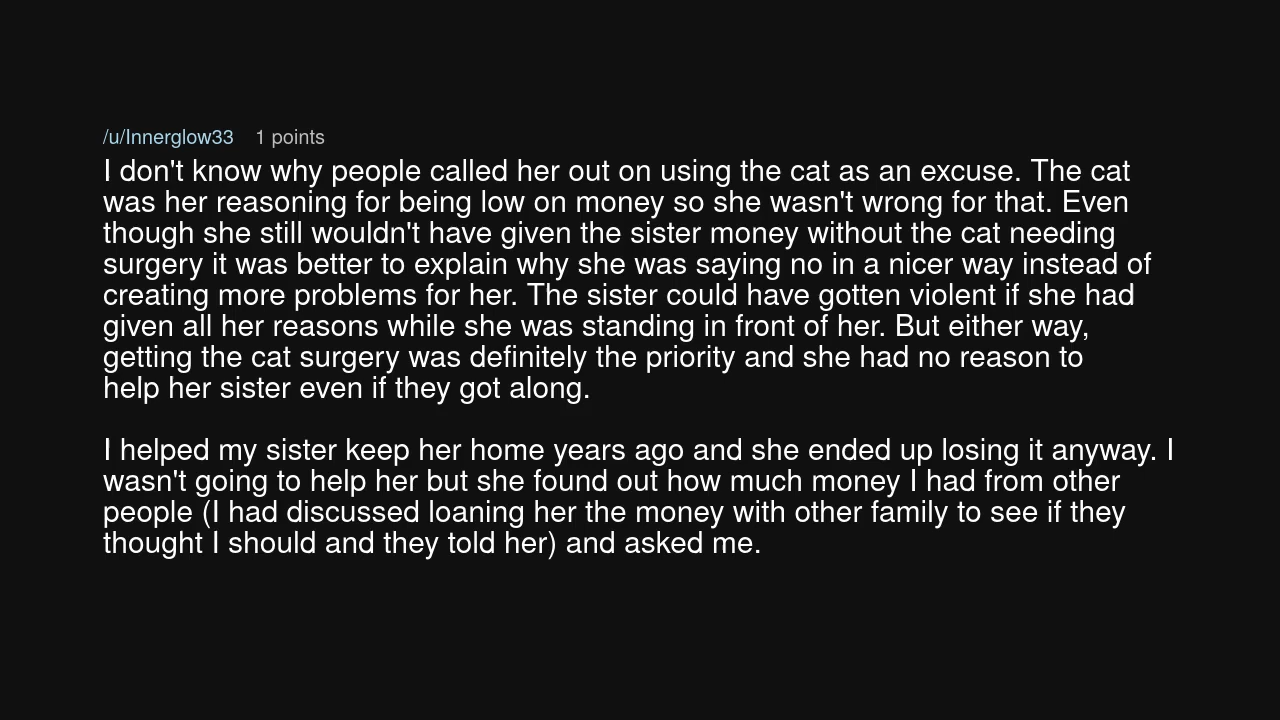 /u/Innerglow33 1 points
I don't know why people called her out on using the cat as an excuse. The cat
was her reasoning for being low on money so she wasn't wrong for that. Even
though she still wouldn't have given the sister money without the cat needing
surgery it was better to explain why she was saying no in a nicer way instead of
creating more problems for her. The sister could have gotten violent if she had
given all her reasons while she was standing in front of her. But either way,
getting the cat surgery was definitely the priority and she had no reason to
help her sister even if they got along.
I helped my sister keep her home years ago and she ended up losing it anyway. I
wasn't going to help her but she found out how much money I had from other
people (I had discussed loaning her the money with other family to see if they
thought I should and they told her) and asked me.